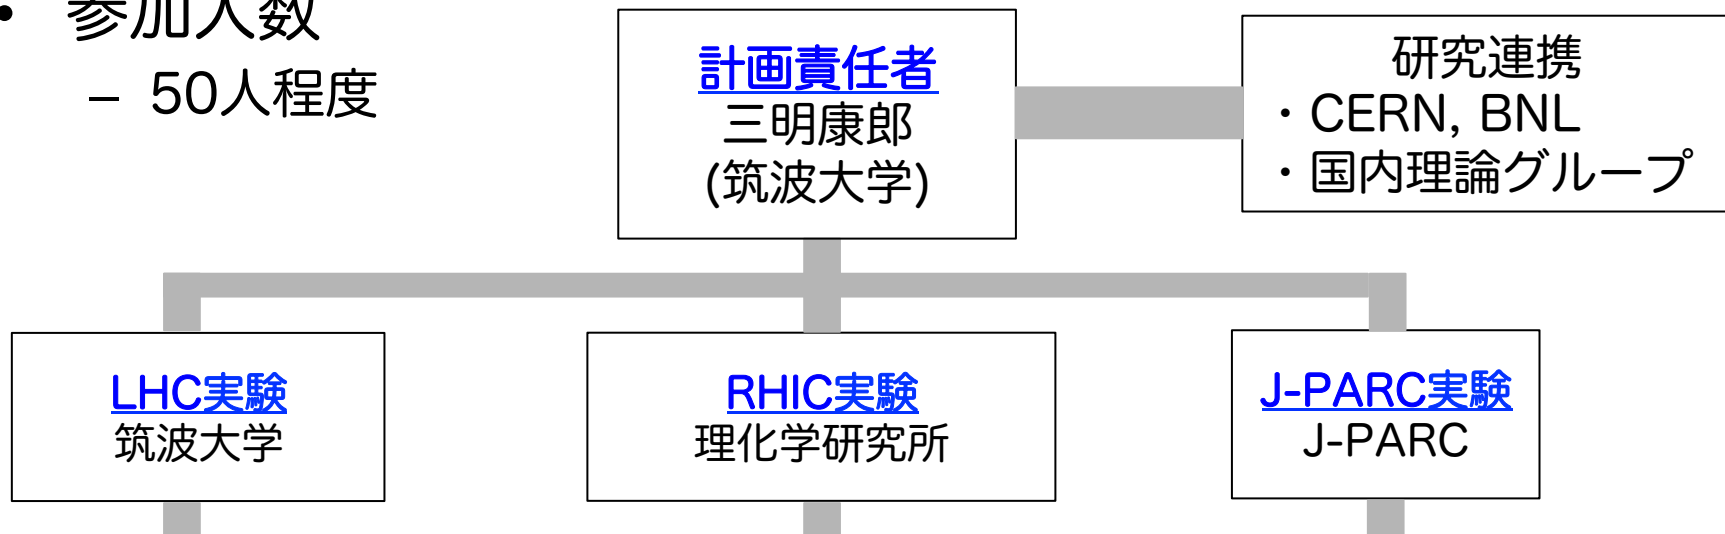 • 参加人数
– 50人程度
計画責任者
三明康郎
(筑波大学)
研究連携
・CERN, BNL
・国内理論グループ
LHC実験
筑波大学
RHIC実験
理化学研究所
J-PARC実験
J-PARC